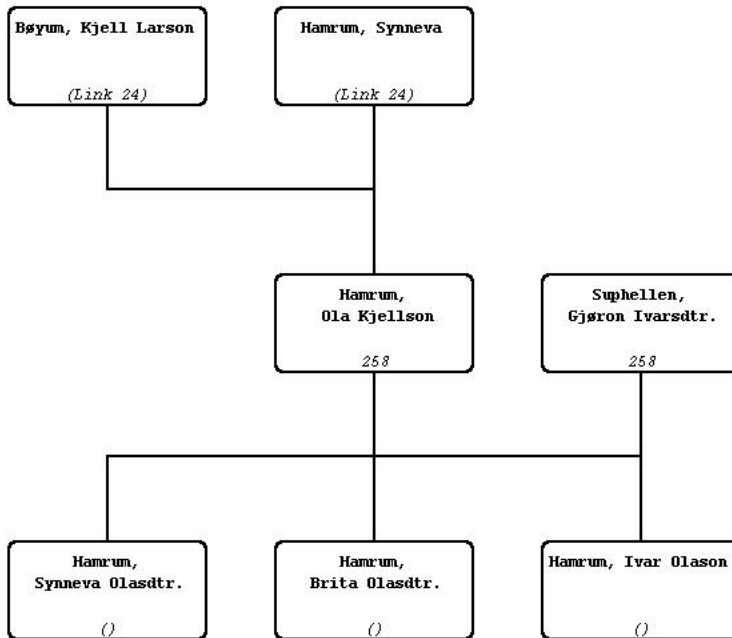 Bøyum, Kjell Larson
(Link 24)
Hamrum, Synneva
(Link 24)
Hamrum,
Ola Kjellson
258
Suphellen,
Gjøron Ivarsdtr.
258
Hamrum,
Synneva Olasdtr.
()
Hamrum,
Brita Olasdtr.
()
Hamrum, Ivar Olason
()